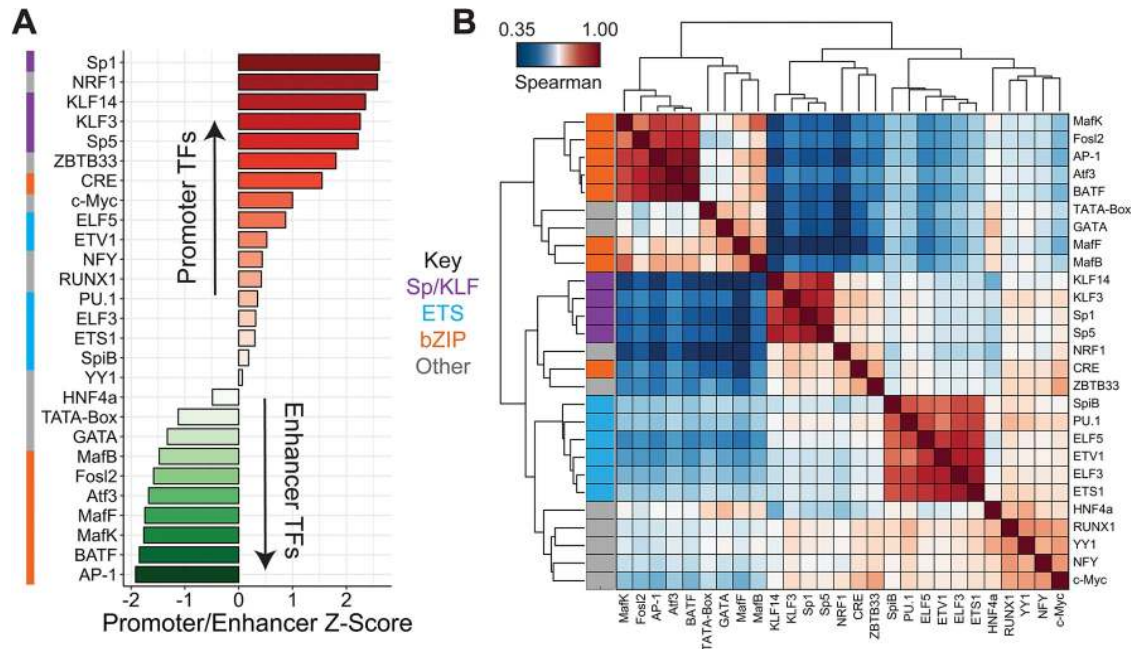 A
Sp1
NRF1
KLF14
KLF3
Sp5
ZBTB33
CRE
c-Myc
ELF5
ETV1
NFY
RUNX1
PU.1
ELF3
ETS1
SpiB
YY1
HNF4a
TATA-Box
GATA
MafB
Fosl2
Atf3
MafF
MafK
BATF
AP-1
Promoter TFs
Enhancer TFs
-2 -1 0 1 2
Promoter/Enhancer Z-Score
Key
Sp/KLF
ETS
bZIP
Other
B
0.35 1.00
Spearman
MafK
Fosl2
AP-1
Atf3
BATF
TATA-Box
GATA
MafF
MafB
KLF14
KLF3
Sp1
Sp5
NRF1
CRE
ZBTB33
SpiB
PU.1
ELF5
ETV1
ELF3
ETS1
HNF4a
RUNX1
YY1
NFY
c-Myc
MafK
Fosl2
AP-1
Atf3
BATF
TATA-Box
GATA
MafF
MafB
KLF14
KLF3
Sp1
Sp5
NRF1
CRE
ZBTB33
SpiB
PU.1
ELF5
ETV1
ELF3
ETS1
HNF4a
RUNX1
YY1
NFY
c-Myc